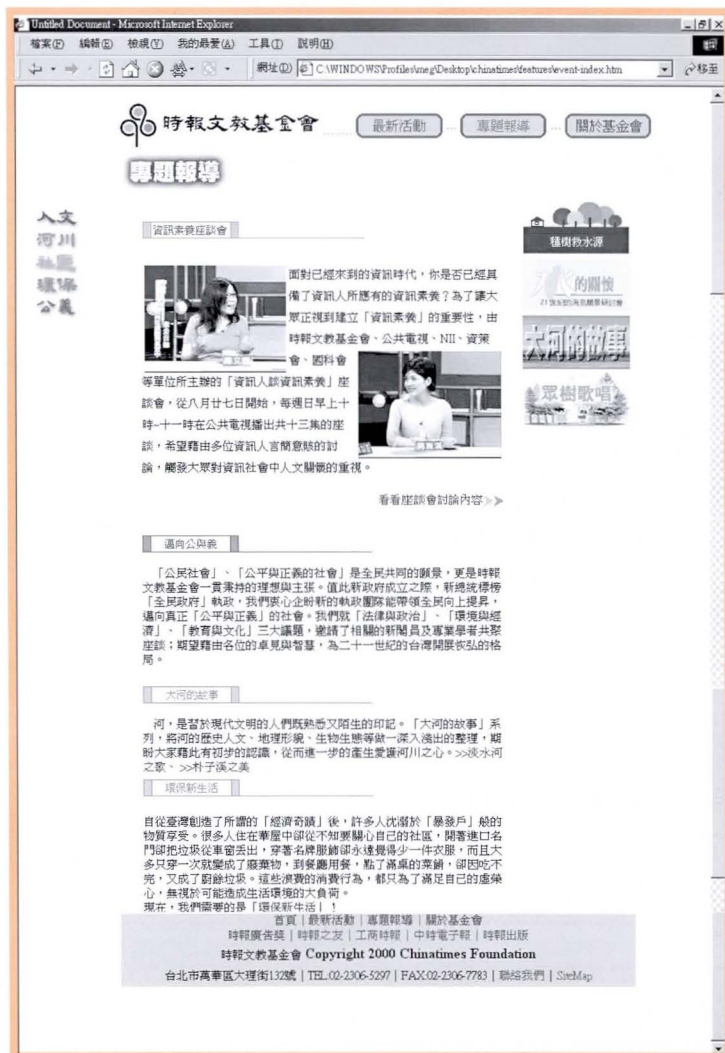 Untitled Document - Microsoft Internet Explorer
檔案(F) 編輯(E) 檢視(V) 我的最愛(A) 工具(T) 說明(H)
網址(D) C:\WINDOWS\Profiles\meg\Desktop\chinatimes\features\event-index.htm 移至
時報文教基金會 最新活動 專題報導 關於基金會
專題報導
人文
河川
社區
環保
公義
種樹救水源
的關懷
大河的故事
眾樹歌唱
資訊素養座談會
面對已經來到的資訊時代,你是否已經具
備了資訊人所應有的資訊素養?為了讓大
眾正視到建立「資訊素養」的重要性,由
時報文教基金會、公共電視、NII、資策
會、國科會
等單位所主辦的「資訊人談資訊素養」座
談會,從八月廿七日開始,每週日早上十
時~十一時在公共電視播出共十三集的座
談,希望藉由多位資訊人言簡意賅的討
論,觸發大眾對資訊社會中人文關懷的重視。
看看座談會討論內容>>
邁向公與義
「公民社會」、「公平與正義的社會」是全民共同的願景,更是時報
文教基金會一貫秉持的理想與主張。值此新政府成立之際,新總統標榜
「全民政府」執政,我們衷心企盼新的執政團隊能帶領全民向上提昇,
邁向真正「公平與正義」的社會。我們就「法律與政治」、「環境與經
濟」、「教育與文化」三大議題,邀請了相關的新閣員及專業學者共聚
座談;期望藉由各位的卓見與智慧,為二十一世紀的台灣開展恢弘的格
局。
大河的故事
河,是習於現代文明的人們既熟悉又陌生的印記。「大河的故事」系
列,將河的歷史人文、地理形貌、生物生態等做一深入淺出的整理,期
盼大家藉此有初步的認識,從而進一步的產生愛護河川之心。>>淡水河
之歌、>>朴子溪之美
環保新生活
自從臺灣創造了所謂的「經濟奇蹟」後,許多人沈溺於「暴發戶」般的
物質享受。很多人住在華屋中卻從不知要關心自己的社區,開著進口名
門卻把垃圾從車窗丟出,穿著名牌服飾卻永遠覺得少一件衣服,而且大
多只穿一次就變成了廢棄物,到餐廳用餐,點了滿桌的菜餚,卻因吃不
完,又成了廚餘垃圾。這些浪費的消費行為,都只為了滿足自己的虛榮
心,無視於可能造成生活環境的大負荷。
現在,我們需要的是「環保新生活」!
首頁 | 最新活動 | 專題報導 | 關於基金會
時報廣告獎 | 時報之友 | 工商時報 | 中時電子報 | 時報出版
時報文教基金會 Copyright 2000 Chinatimes Foundation
台北市萬華區大理街132號 | TEL:02-2306-5297 | FAX:02-2306-7783 | 聯絡我們 | SiteMap